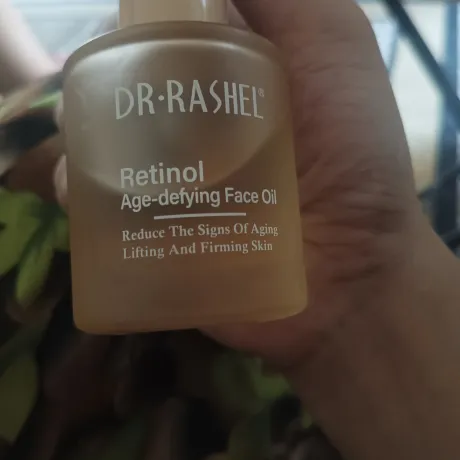 DR·RASHEL®
Retinol
Age-defying Face Oil
Reduce The Signs Of Aging
Lifting And Firming Skin